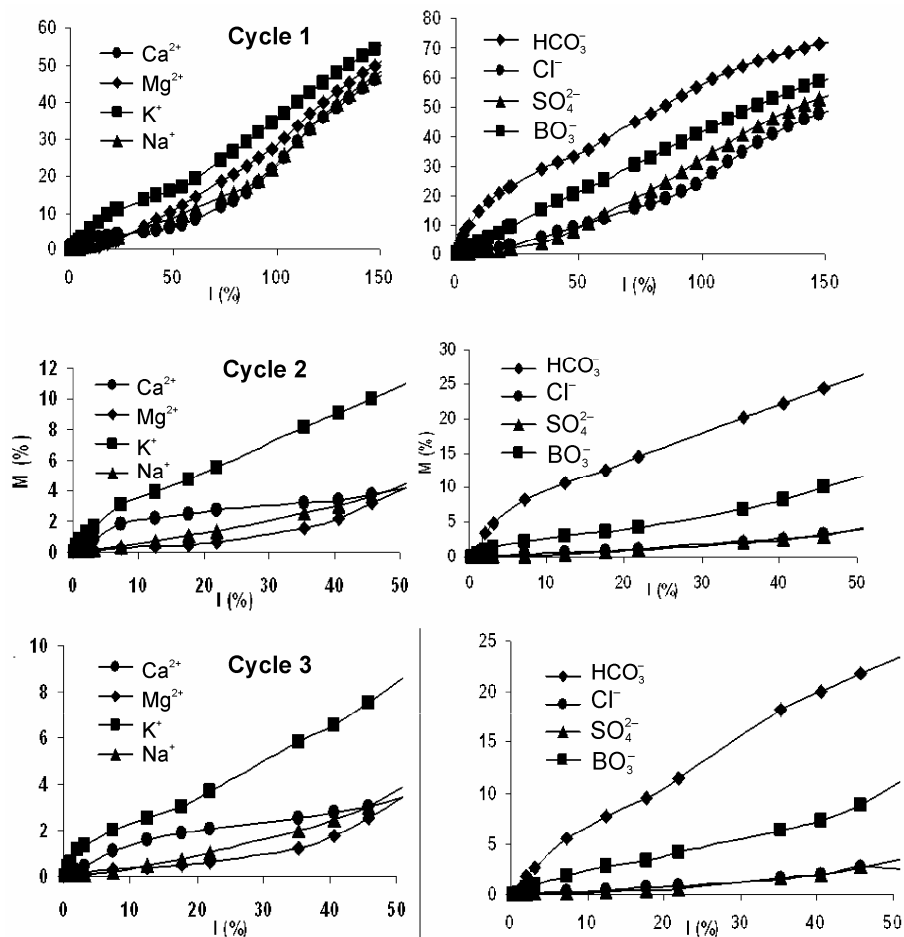 Cycle 1
60
50
40
30
20
10
0
Ca²⁺
Mg²⁺
K⁺
Na⁺
0 50 100 150
I (%)
80
70
60
50
40
30
20
10
0
HCO₃⁻
Cl⁻
SO₄²⁻
BO₃⁻
0 50 100 150
I (%)
Cycle 2
M (%)
12
10
8
6
4
2
0
Ca²⁺
Mg²⁺
K⁺
Na⁺
0 10 20 30 40 50
I (%)
30
25
20
15
10
5
0
HCO₃⁻
Cl⁻
SO₄²⁻
BO₃⁻
0 10 20 30 40 50
I (%)
Cycle 3
10
8
6
4
2
0
Ca²⁺
Mg²⁺
K⁺
Na⁺
0 10 20 30 40 50
I (%)
25
20
15
10
5
0
HCO₃⁻
Cl⁻
SO₄²⁻
BO₃⁻
0 10 20 30 40 50
I (%)